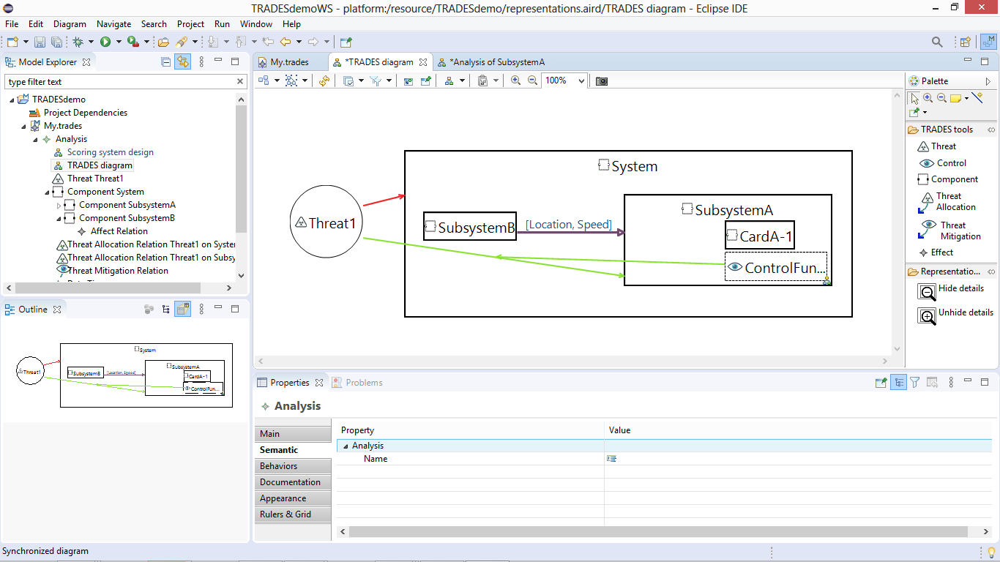 TRADESdemoWS - platform:/resource/TRADESdemo/representations.aird/TRADES diagram - Eclipse IDE
File Edit Diagram Navigate Search Project Run Window Help
Model Explorer
type filter text
TRADESdemo
Project Dependencies
My.trades
Analysis
Scoring system design
TRADES diagram
Threat Threat1
Component System
Component SubsystemA
Component SubsystemB
Affect Relation
Threat Allocation Relation Threat1 on System
Threat Allocation Relation Threat1 on Subsy
Threat Mitigation Relation
Outline
Threat1
System
SubsystemB
[Location, Speed]
SubsystemA
CardA-1
ControlFun...
My.trades
*TRADES diagram
*Analysis of SubsystemA
100%
Threat1
System
SubsystemB
[Location, Speed]
SubsystemA
CardA-1
ControlFun...
Palette
TRADES tools
Threat
Control
Component
Threat
Allocation
Threat
Mitigation
Effect
Representatio...
Hide details
Unhide details
Properties
Problems
Analysis
Main
Semantic
Behaviors
Documentation
Appearance
Rulers & Grid
Property Value
Analysis
Name
Synchronized diagram